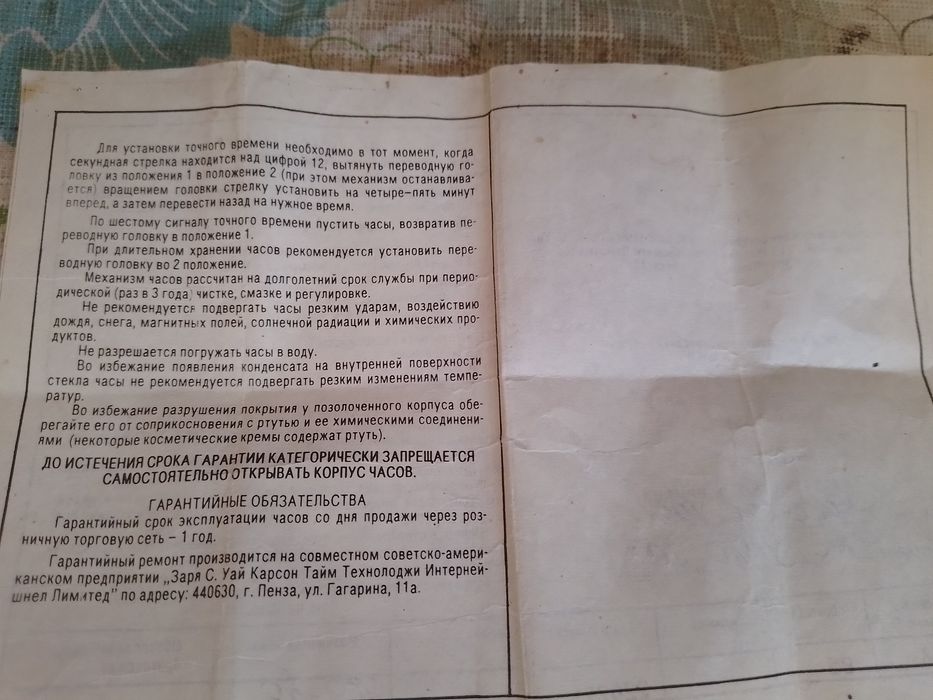 Для установки точного времени необходимо в тот момент, когда
секундная стрелка находится над цифрой 12, вытянуть переводную го-
ловку из положения 1 в положение 2 (при этом механизм останавлива-
ется) вращением головки стрелку установить на четыре-пять минут
вперед, а затем перевести назад на нужное время.
По шестому сигналу точного времени пустить часы, возвратив пе-
реводную головку в положение 1.
При длительном хранении часов рекомендуется установить пере-
водную головку во 2 положение.
Механизм часов рассчитан на долголетний срок службы при перио-
дической (раз в 3 года) чистке, смазке и регулировке.
Не рекомендуется подвергать часы резким ударам, воздействию
дождя, снега, магнитных полей, солнечной радиации и химических про-
дуктов.
Не разрешается погружать часы в воду.
Во избежание появления конденсата на внутренней поверхности
стекла часы не рекомендуется подвергать резким изменениям темпе-
ратур.
Во избежание разрушения покрытия у позолоченного корпуса обе-
регайте его от соприкосновения с ртутью и ее химическими соединени-
ями (некоторые косметические кремы содержат ртуть).
ДО ИСТЕЧЕНИЯ СРОКА ГАРАНТИИ КАТЕГОРИЧЕСКИ ЗАПРЕЩАЕТСЯ
САМОСТОЯТЕЛЬНО ОТКРЫВАТЬ КОРПУС ЧАСОВ.
ГАРАНТИЙНЫЕ ОБЯЗАТЕЛЬСТВА
Гарантийный срок эксплуатации часов со дня продажи через роз-
ничную торговую сеть – 1 год.
Гарантийный ремонт производится на совместном советско-амери-
канском предприятии „Заря С. Уай Карсон Тайм Технолоджи Интерней-
шнел Лимитед" по адресу: 440630, г. Пенза, ул. Гагарина, 11а.